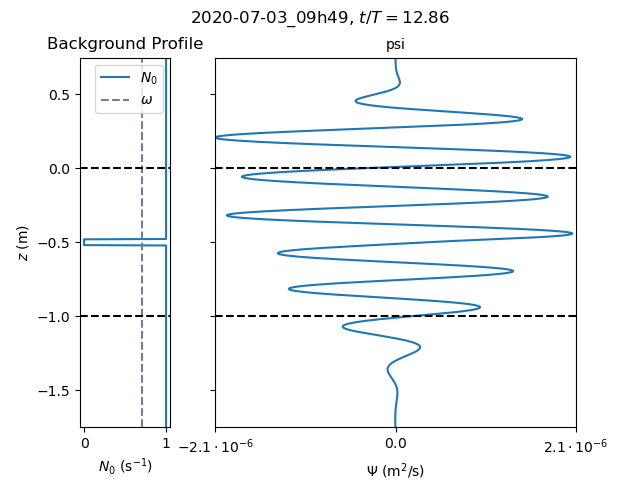 2020-07-03_09h49, t/T = 12.86
Background Profile
psi
N₀
ω
0.5
0.0
−0.5
−1.0
−1.5
z (m)
0
1
−2.1 · 10⁻⁶
0.0
2.1 · 10⁻⁶
N₀ (s⁻¹)
Ψ (m²/s)